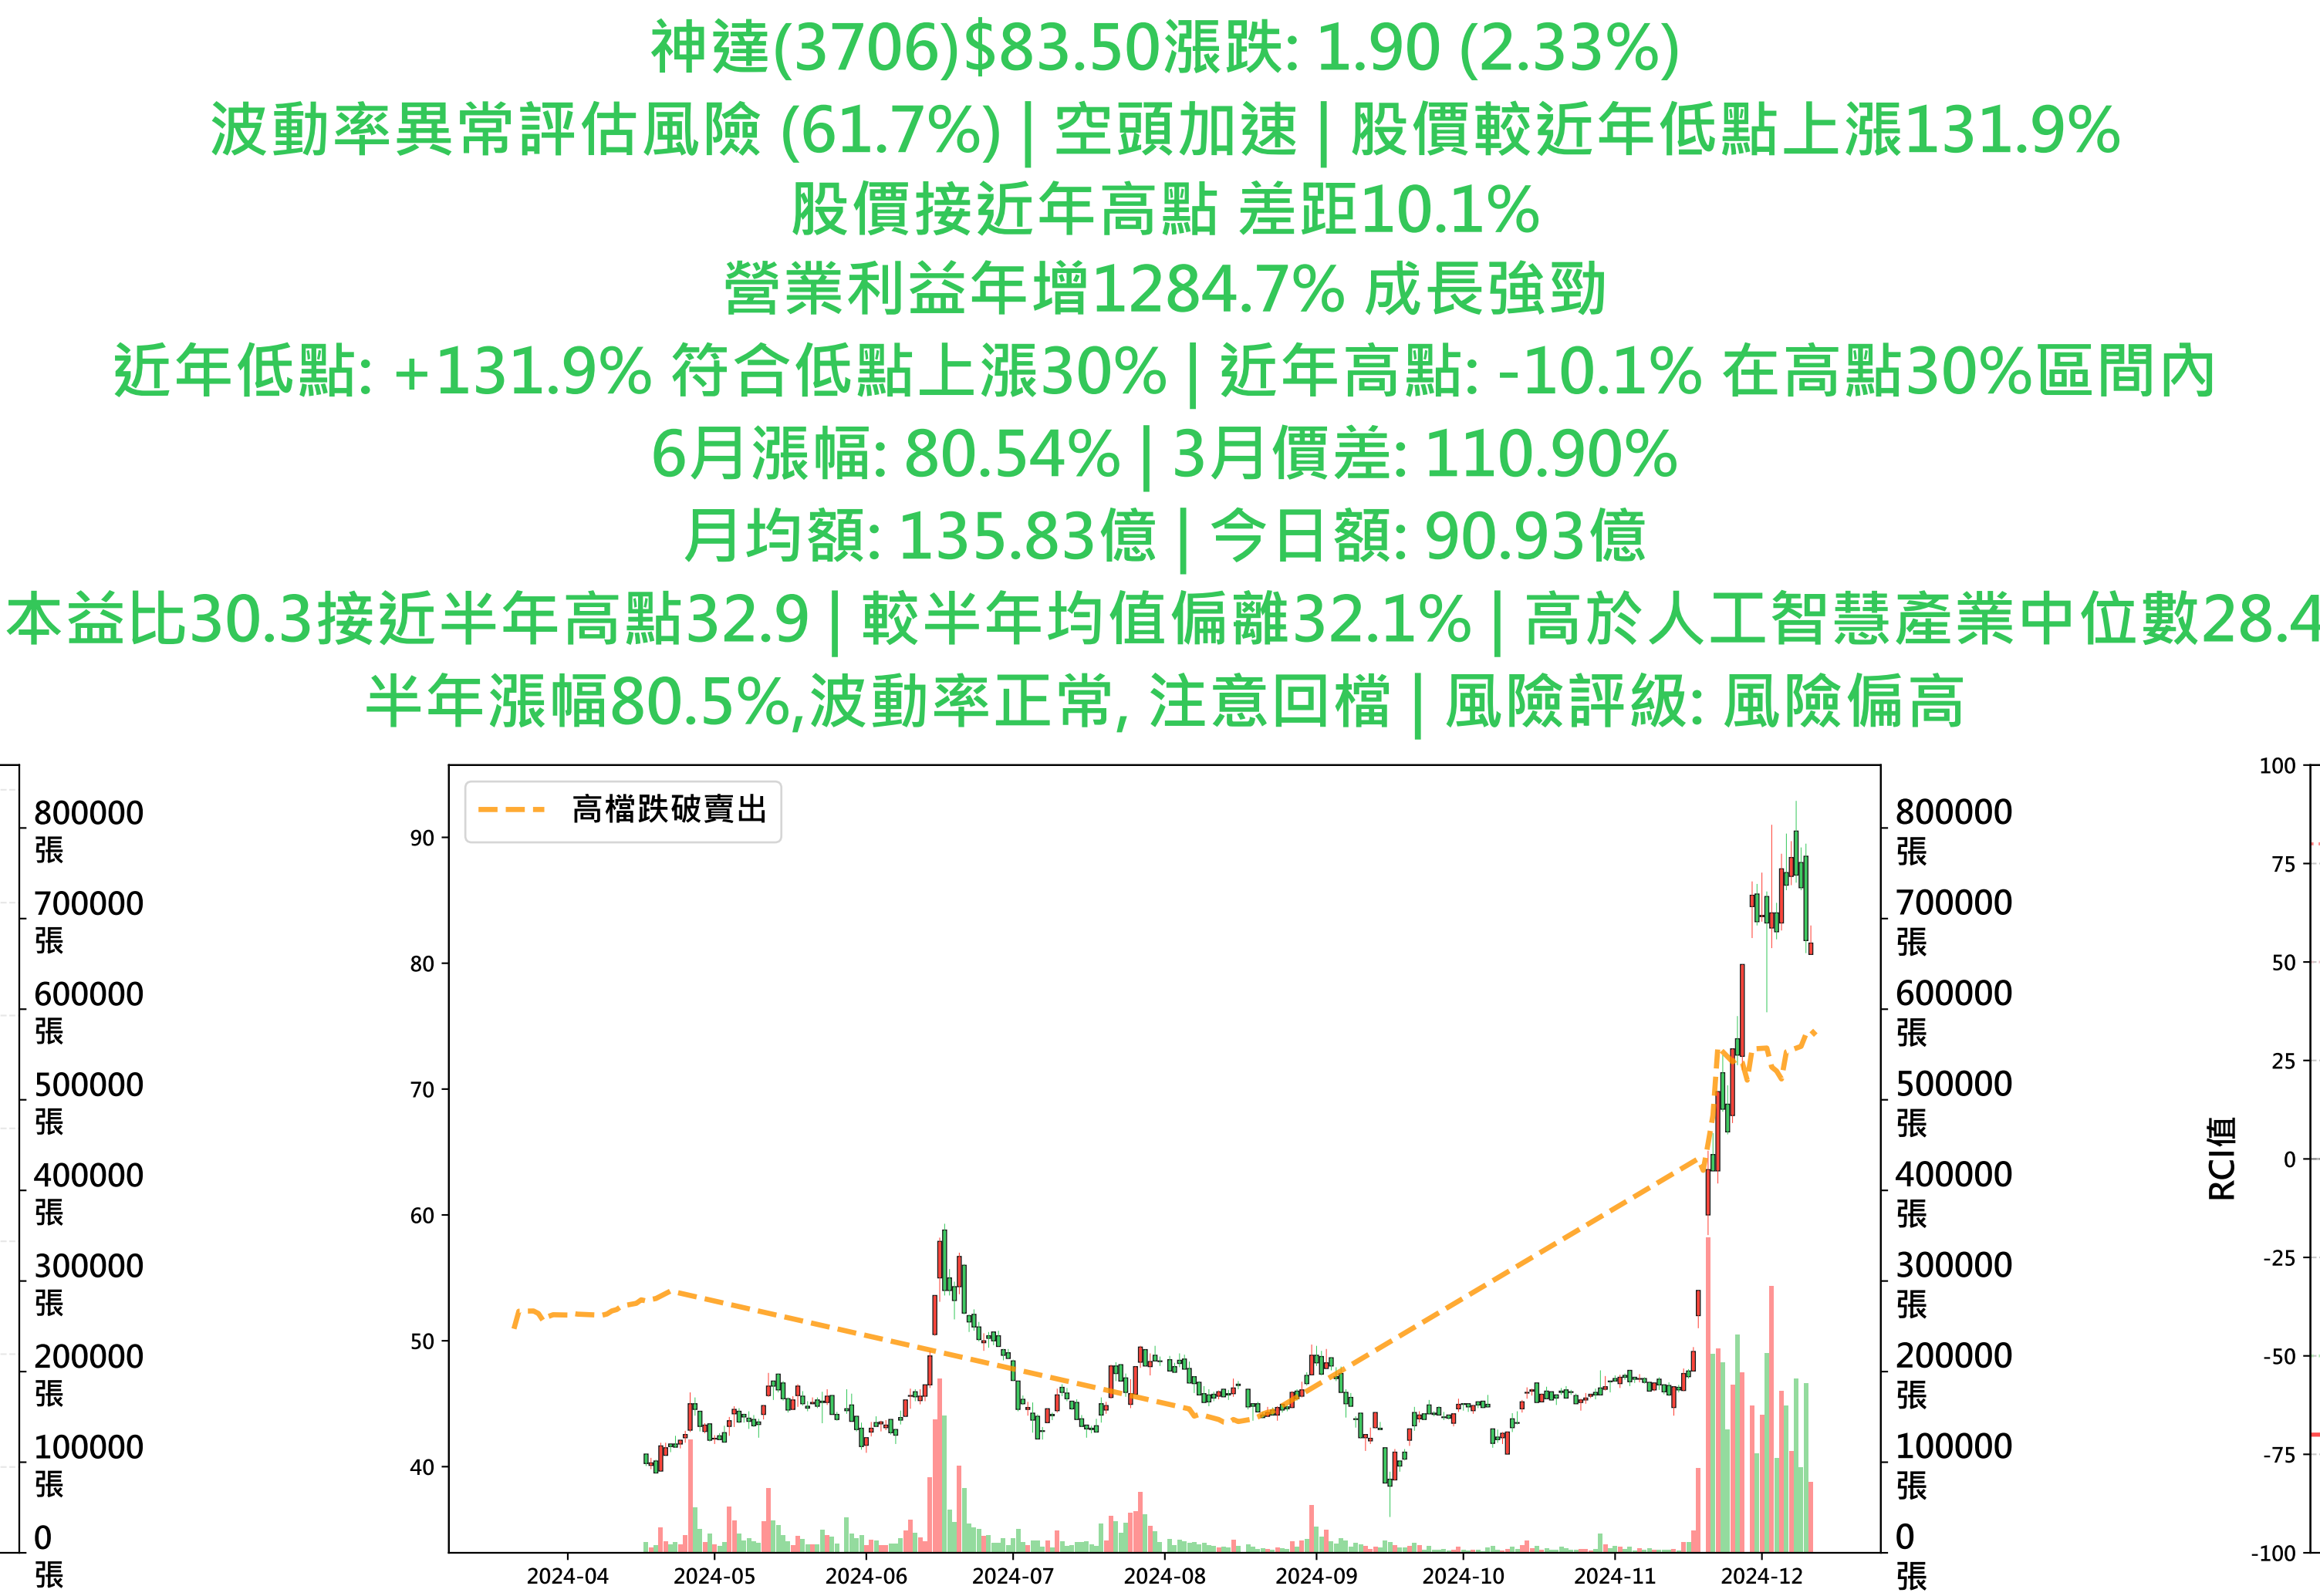 神達(3706)$83.50漲跌: 1.90 (2.33%)
波動率異常評估風險 (61.7%) | 空頭加速 | 股價較近年低點上漲131.9%
股價接近年高點 差距10.1%
營業利益年增1284.7% 成長強勁
近年低點: +131.9% 符合低點上漲30% | 近年高點: -10.1% 在高點30%區間內
6月漲幅: 80.54% | 3月價差: 110.90%
月均額: 135.83億 | 今日額: 90.93億
本益比30.3接近半年高點32.9 | 較半年均值偏離32.1% | 高於人工智慧產業中位數28.4
半年漲幅80.5%,波動率正常, 注意回檔 | 風險評級: 風險偏高
800000
張
700000
張
600000
張
500000
張
400000
張
300000
張
200000
張
100000
張
0
張
高檔跌破賣出
90
80
70
60
50
40
2024-04
2024-05
2024-06
2024-07
2024-08
2024-09
2024-10
2024-11
2024-12
800000
張
700000
張
600000
張
500000
張
400000
張
300000
張
200000
張
100000
張
0
張
RCI值
100
75
50
25
0
-25
-50
-75
-100